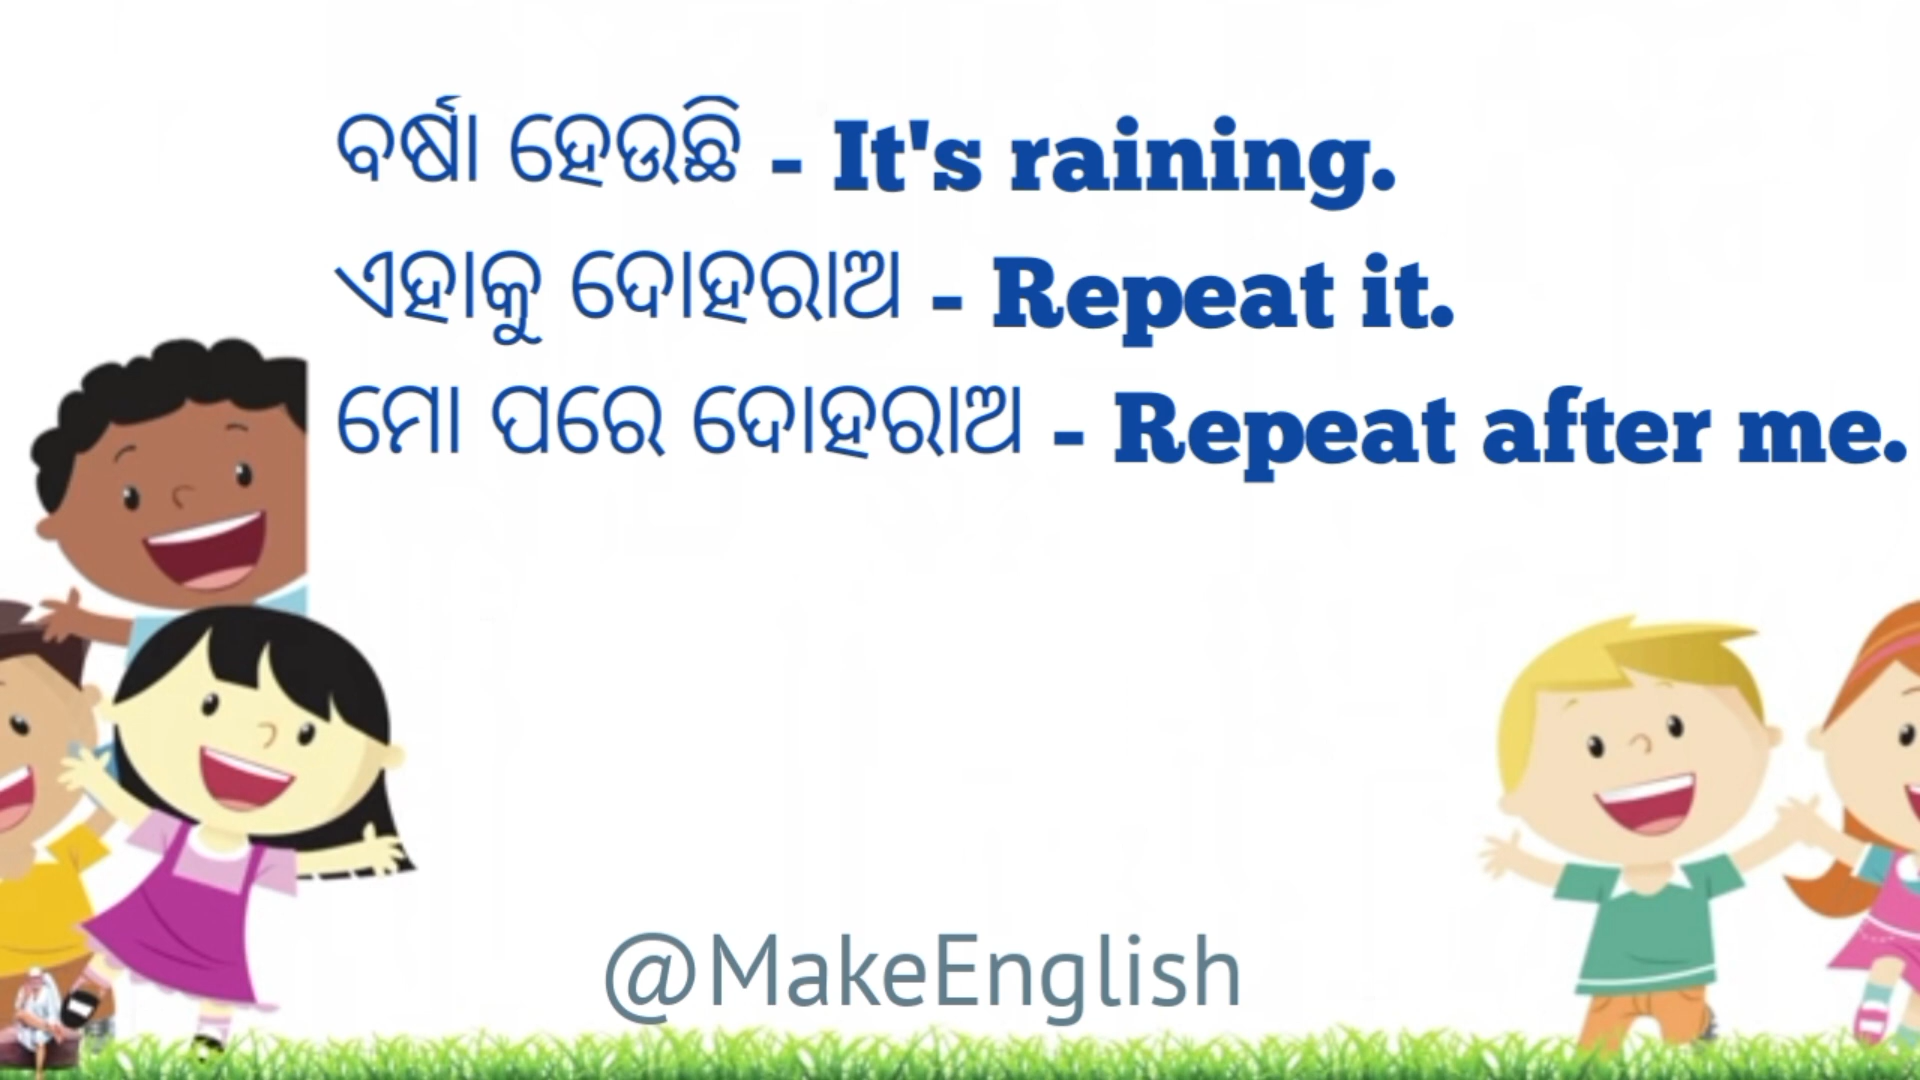 ବର୍ଷା ହେଉଛି - It's raining.
ଏହାକୁ ଦୋହରାଅ - Repeat it.
ମୋ ପରେ ଦୋହରାଅ - Repeat after me.
@MakeEnglish